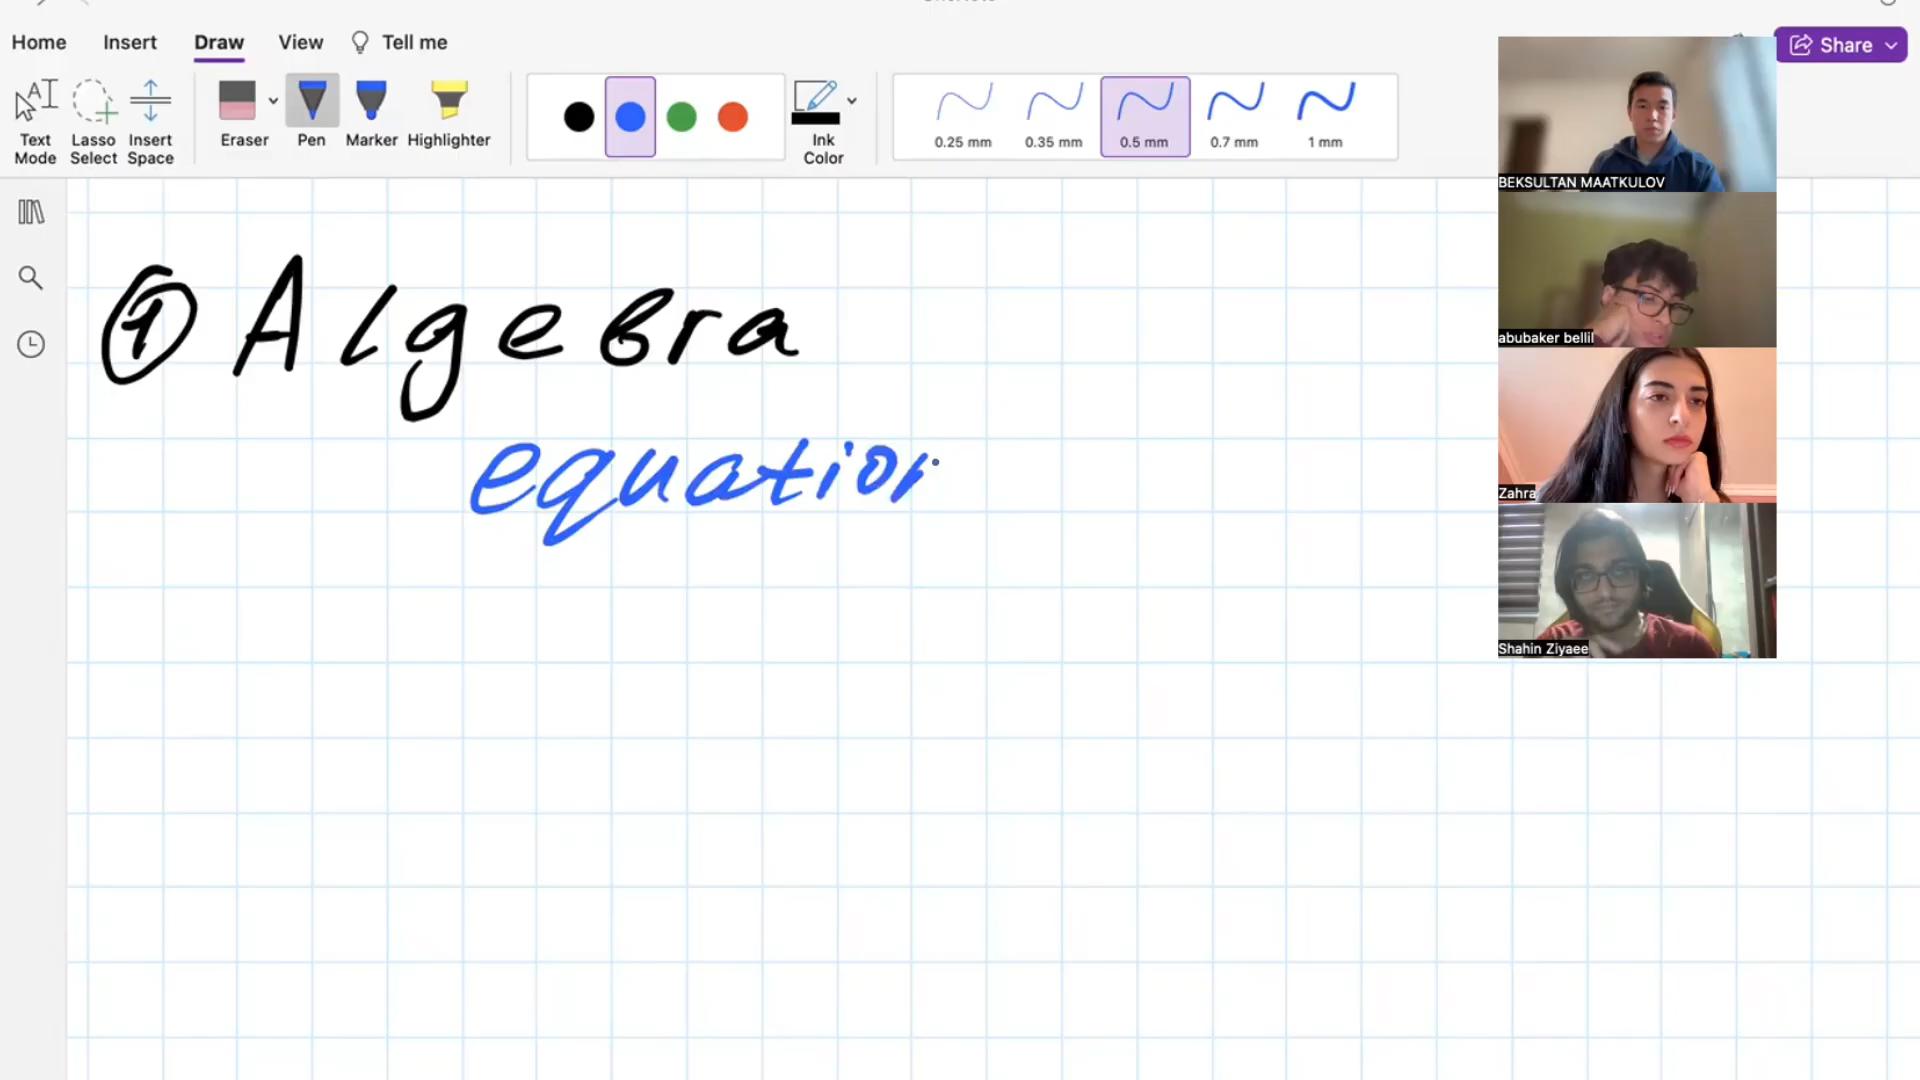 Home Insert Draw View Tell me Share
Text Mode Lasso Select Insert Space Eraser Pen Marker Highlighter Ink Color 0.25 mm 0.35 mm 0.5 mm 0.7 mm 1 mm
BEKSULTAN MAATKULOV
① Algebra
abubaker bellil
equation
Zahra
Shahin Ziyaee